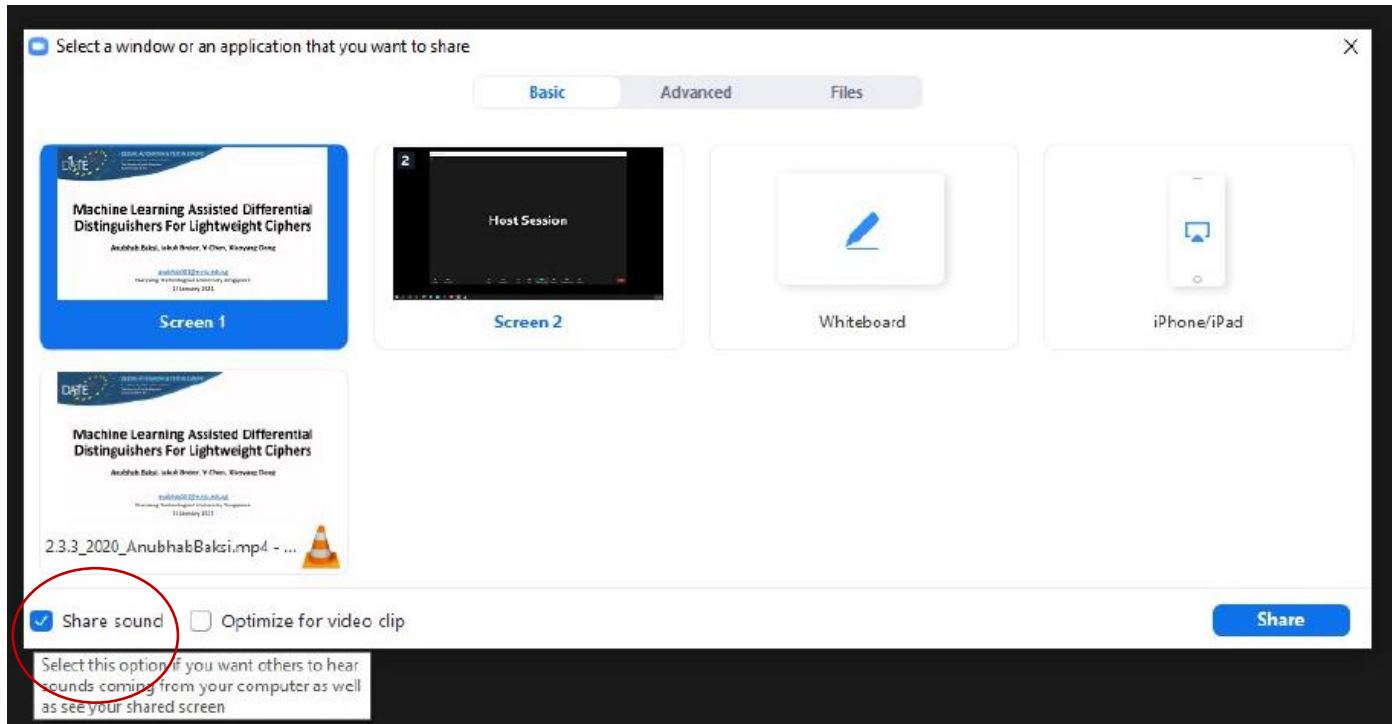 Select a window or an application that you want to share
Basic Advanced Files
DATE
Machine Learning Assisted Differential
Distinguishers For Lightweight Ciphers
2
Host Session
Screen 1
Screen 2
Whiteboard
iPhone/iPad
DATE
Machine Learning Assisted Differential
Distinguishers For Lightweight Ciphers
2.3.3_2020_AnubhabBaksi.mp4 - ...
Share sound
Optimize for video clip
Share
Select this option if you want others to hear
sounds coming from your computer as well
as see your shared screen